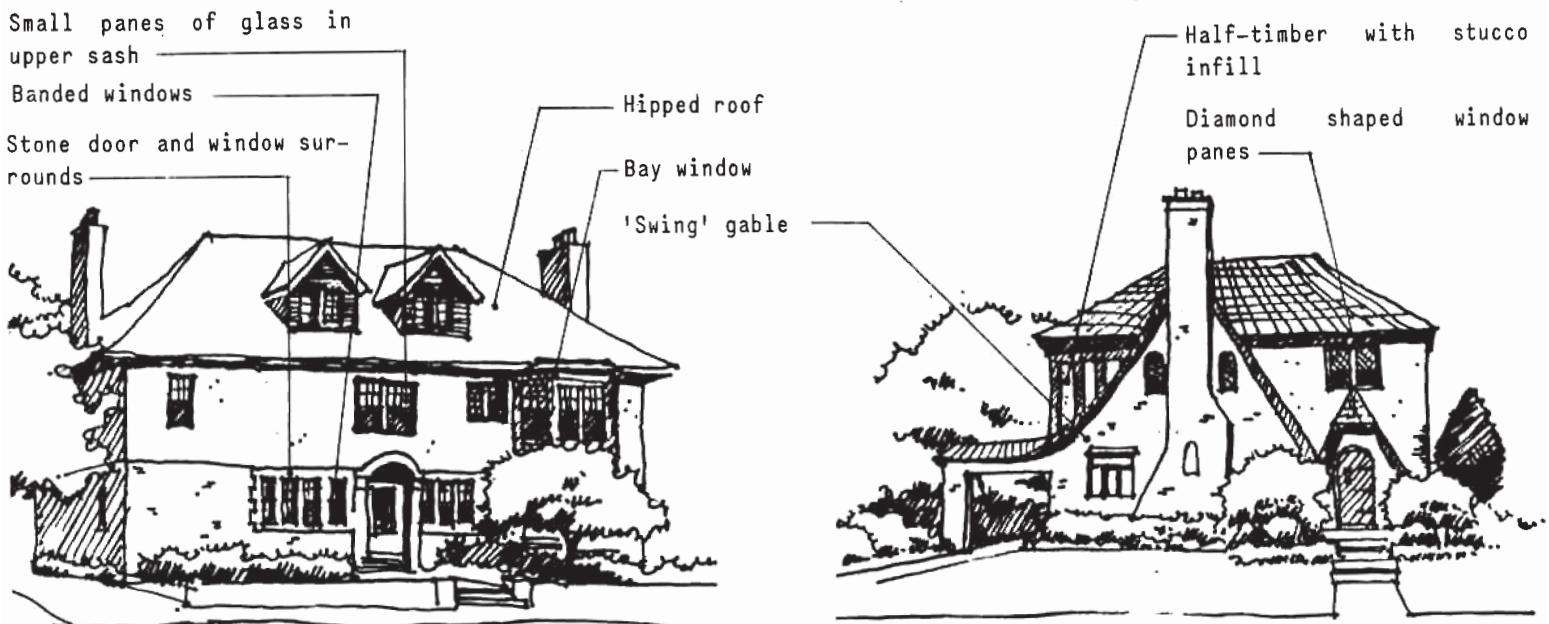 Small panes of glass in
upper sash
Banded windows
Stone door and window sur-
rounds
Hipped roof
Bay window
'Swing' gable
Half-timber with stucco
infill
Diamond shaped window
panes